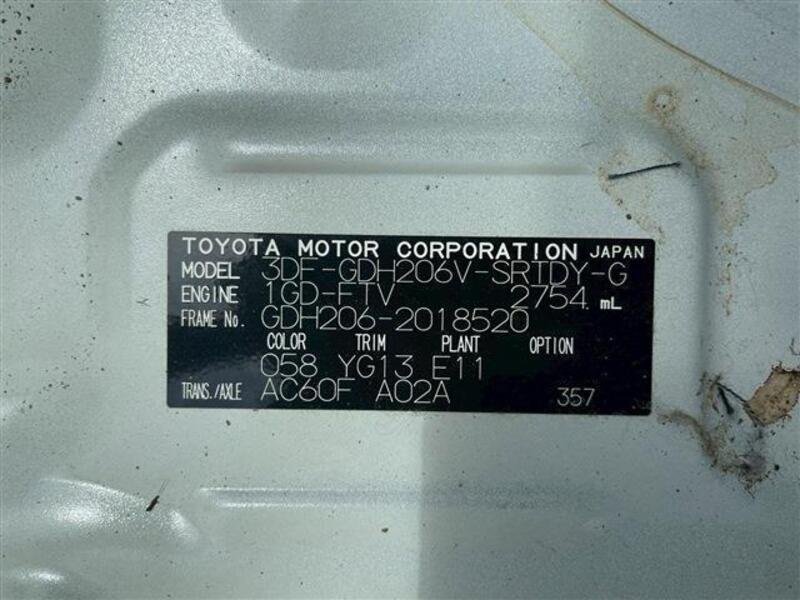 TOYOTA MOTOR CORPORATION JAPAN
MODEL 3DF-GDH206V-SRTDY-G
ENGINE 1GD-FTV 2754 mL
FRAME No. GDH206-2018520
COLOR TRIM PLANT OPTION
058 YG13 E11
TRANS./AXLE AC60F A02A 357